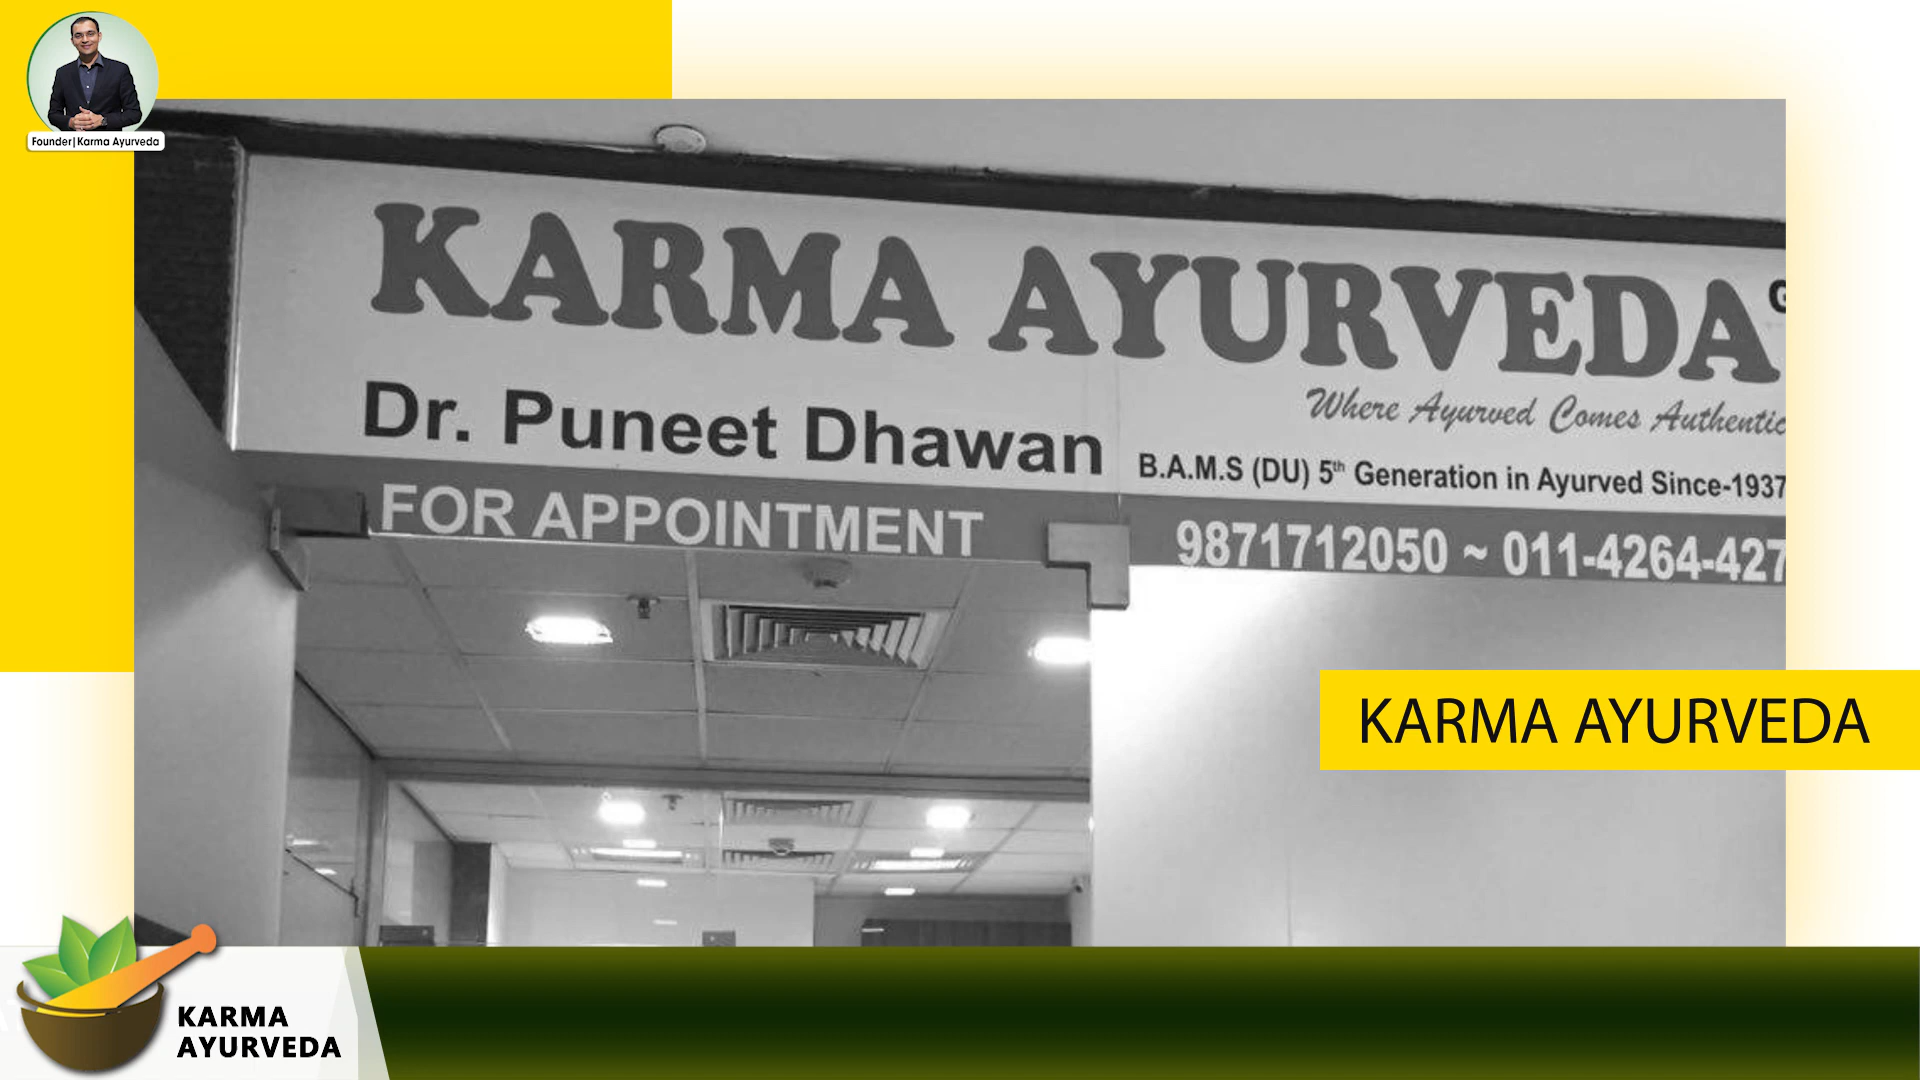 Founder|Karma Ayurveda
KARMA AYURVEDA
Where Ayurved Comes Authentic
Dr. Puneet Dhawan
B.A.M.S (DU) 5th Generation in Ayurved Since-1937
FOR APPOINTMENT
9871712050 ~ 011-4264-427
KARMA AYURVEDA
KARMA
AYURVEDA